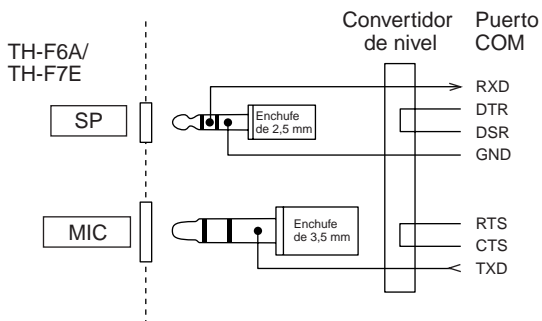 Convertidor
de nivel
Puerto
COM
TH-F6A/
TH-F7E
SP
Enchufe
de 2,5 mm
RXD
DTR
DSR
GND
MIC
Enchufe
de 3,5 mm
RTS
CTS
TXD